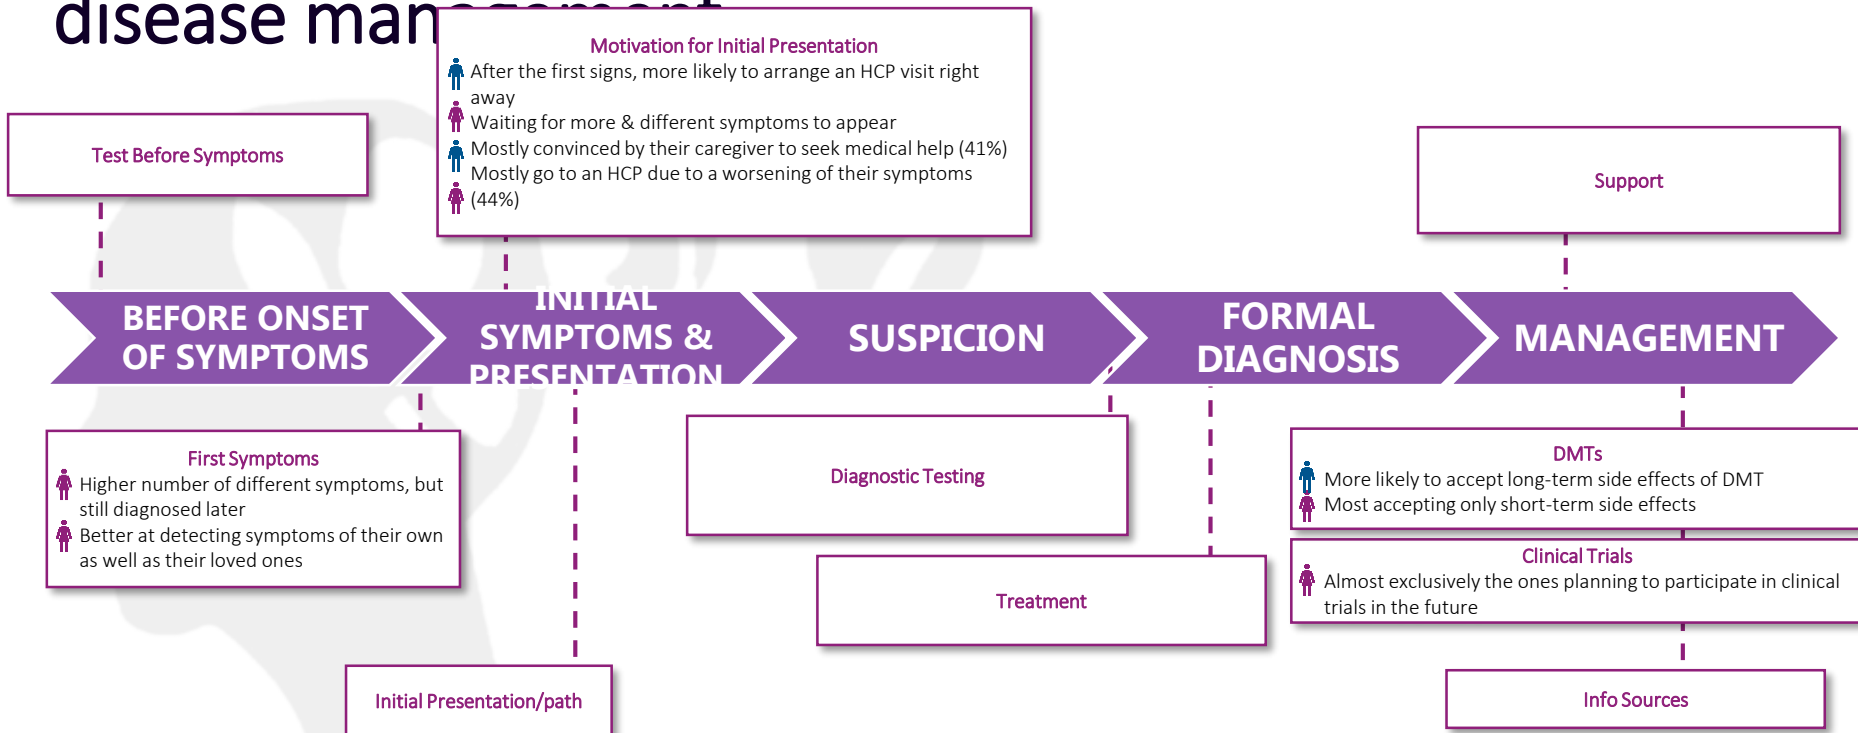 disease management
Motivation for Initial Presentation
After the first signs, more likely to arrange an HCP visit right
away
Waiting for more & different symptoms to appear
Mostly convinced by their caregiver to seek medical help (41%)
Mostly go to an HCP due to a worsening of their symptoms
(44%)
Test Before Symptoms
Support
BEFORE ONSET
OF SYMPTOMS
INITIAL
SYMPTOMS &
PRESENTATION
SUSPICION
FORMAL
DIAGNOSIS
MANAGEMENT
First Symptoms
Higher number of different symptoms, but
still diagnosed later
Better at detecting symptoms of their own
as well as their loved ones
Diagnostic Testing
DMTs
More likely to accept long-term side effects of DMT
Most accepting only short-term side effects
Clinical Trials
Almost exclusively the ones planning to participate in clinical
trials in the future
Treatment
Initial Presentation/path
Info Sources